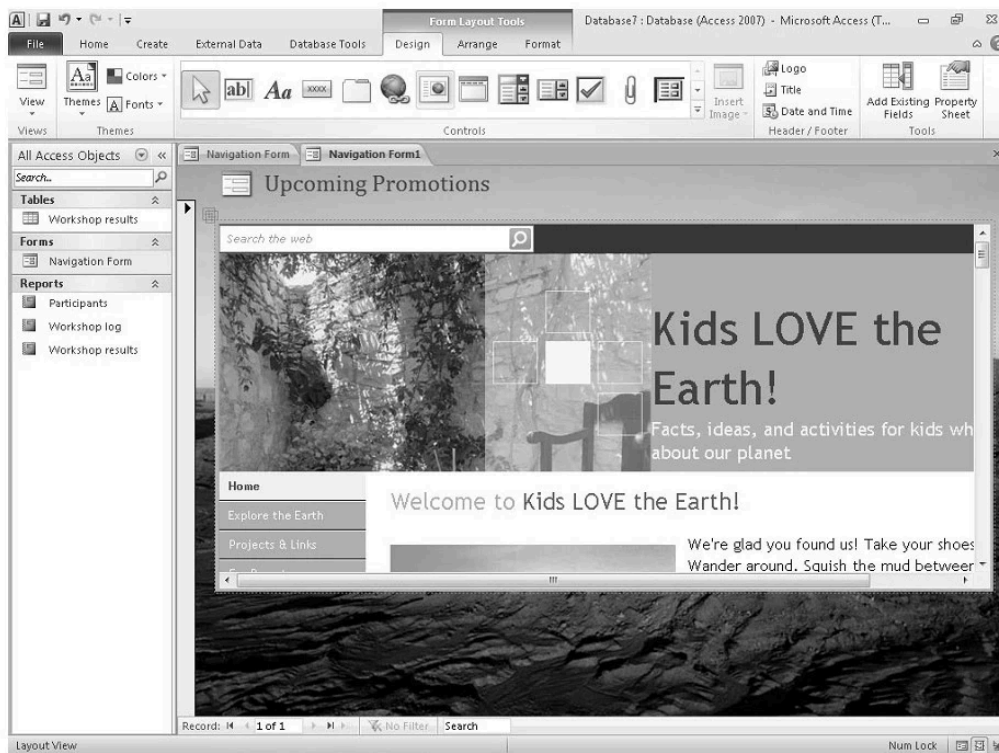 Form Layout Tools
Database7 : Database (Access 2007) - Microsoft Access (T...
File Home Create External Data Database Tools Design Arrange Format
View
Views
Aa
Themes
Colors
Fonts
Themes
ab|
Aa
xxxx
Insert
Image
Controls
Logo
Title
Date and Time
Header / Footer
Add Existing
Fields
Property
Sheet
Tools
All Access Objects
Search...
Tables
Workshop results
Forms
Navigation Form
Reports
Participants
Workshop log
Workshop results
Navigation Form
Navigation Form1
Upcoming Promotions
Search the web
Kids LOVE the
Earth!
Facts, ideas, and activities for kids wh
about our planet
Home
Explore the Earth
Projects & Links
Welcome to Kids LOVE the Earth!
We're glad you found us! Take your shoes
Wander around. Squish the mud between
Record: 1 of 1 No Filter Search
Layout View
Num Lock